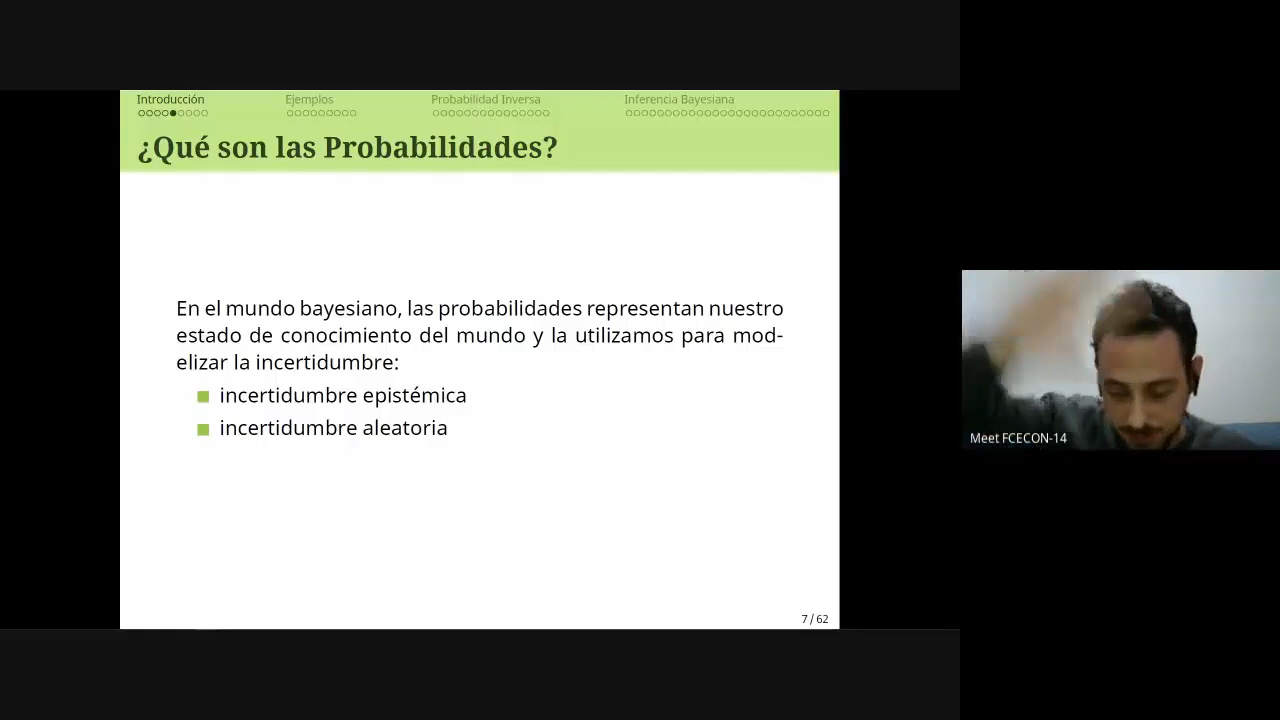 Introducción
Ejemplos
Probabilidad Inversa
Inferencia Bayesiana
¿Qué son las Probabilidades?
En el mundo bayesiano, las probabilidades representan nuestro
estado de conocimiento del mundo y la utilizamos para mod-
elizar la incertidumbre:
incertidumbre epistémica
incertidumbre aleatoria
7 / 62
Meet FCECON-14